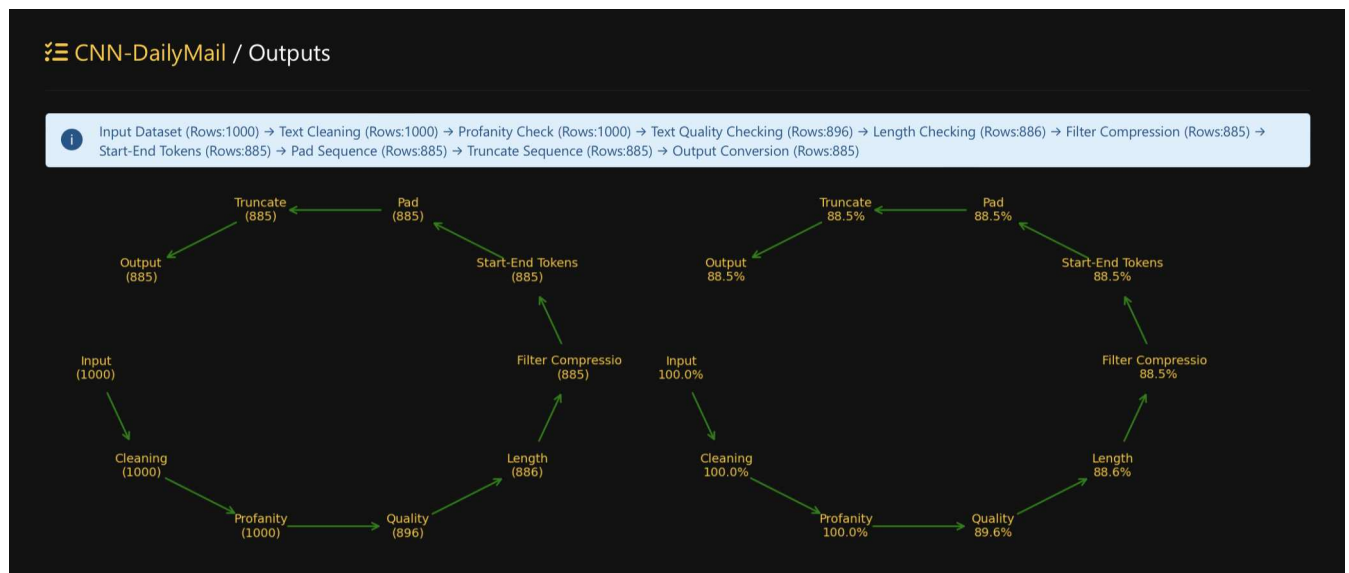 CNN-DailyMail / Outputs
Input Dataset (Rows:1000) → Text Cleaning (Rows:1000) → Profanity Check (Rows:1000) → Text Quality Checking (Rows:896) → Length Checking (Rows:886) → Filter Compression (Rows:885) →
Start-End Tokens (Rows:885) → Pad Sequence (Rows:885) → Truncate Sequence (Rows:885) → Output Conversion (Rows:885)
Truncate
(885)
Pad
(885)
Output
(885)
Start-End Tokens
(885)
Input
(1000)
Filter Compressio
(885)
Cleaning
(1000)
Length
(886)
Profanity
(1000)
Quality
(896)
Truncate
88.5%
Pad
88.5%
Output
88.5%
Start-End Tokens
88.5%
Input
100.0%
Filter Compressio
88.5%
Cleaning
100.0%
Length
88.6%
Profanity
100.0%
Quality
89.6%